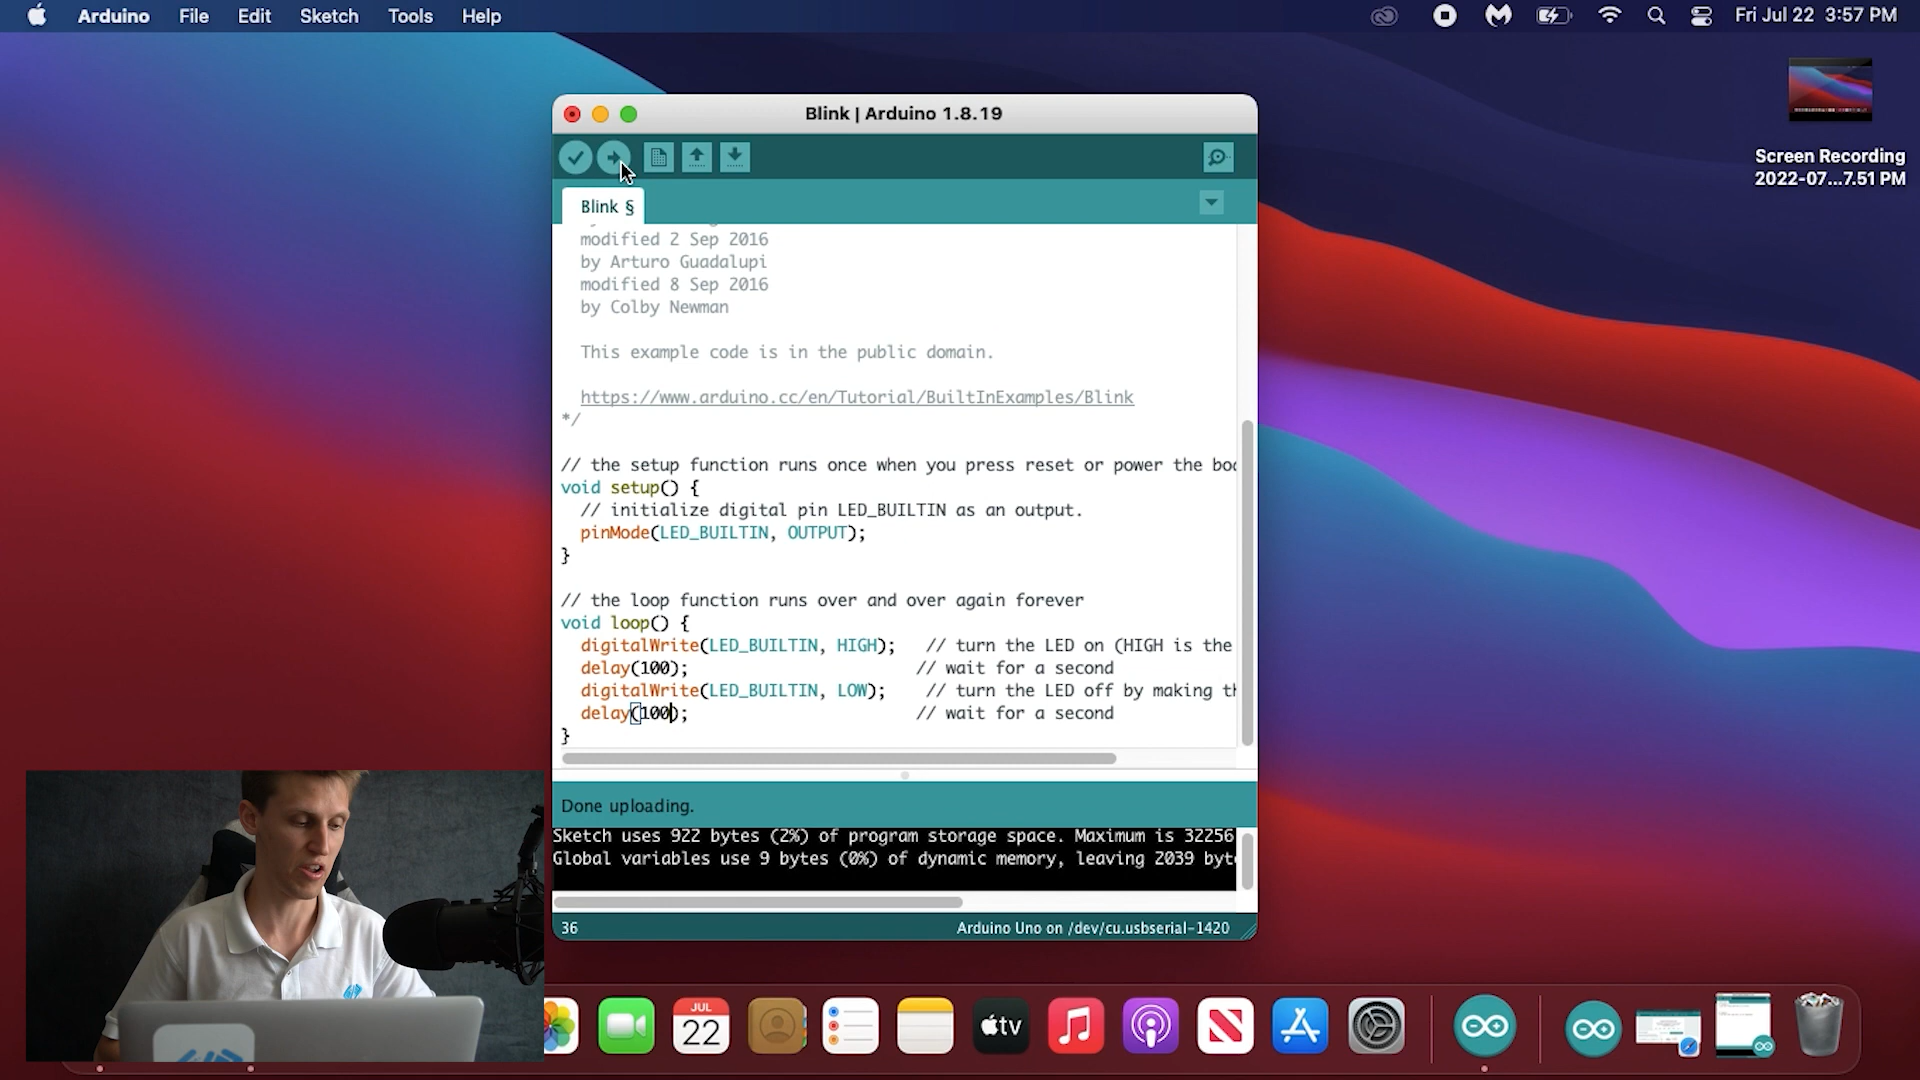 Arduino File Edit Sketch Tools Help Fri Jul 22 3:57 PM
Screen Recording
2022-07...7.51 PM
Blink | Arduino 1.8.19
Blink §
modified 2 Sep 2016
by Arturo Guadalupi
modified 8 Sep 2016
by Colby Newman
This example code is in the public domain.
https://www.arduino.cc/en/Tutorial/BuiltInExamples/Blink
*/
// the setup function runs once when you press reset or power the
void setup() {
// initialize digital pin LED_BUILTIN as an output.
pinMode(LED_BUILTIN, OUTPUT);
}
// the loop function runs over and over again forever
void loop() {
digitalWrite(LED_BUILTIN, HIGH); // turn the LED on (HIGH is the
delay(100); // wait for a second
digitalWrite(LED_BUILTIN, LOW); // turn the LED off by making
delay(100); // wait for a second
}
Done uploading.
Sketch uses 922 bytes (2%) of program storage space. Maximum is 32256
Global variables use 9 bytes (0%) of dynamic memory, leaving 2039
36 Arduino Uno on /dev/cu.usbserial-1420
JUL
22
tv